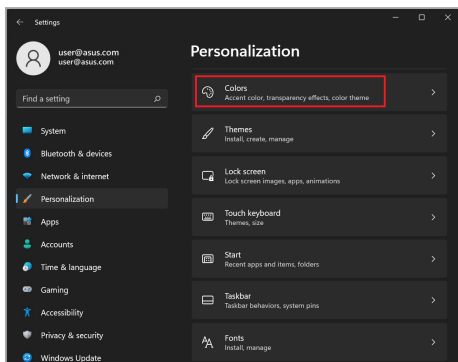 Settings
user@asus.com
user@asus.com
Find a setting
System
Bluetooth & devices
Network & internet
Personalization
Apps
Accounts
Time & language
Gaming
Accessibility
Privacy & security
Windows Update
Personalization
Colors
Accent color, transparency effects, color theme
Themes
Install, create, manage
Lock screen
Lock screen images, apps, animations
Touch keyboard
Themes, size
Start
Recent apps and items, folders
Taskbar
Taskbar behaviors, system pins
Fonts
Install, manage